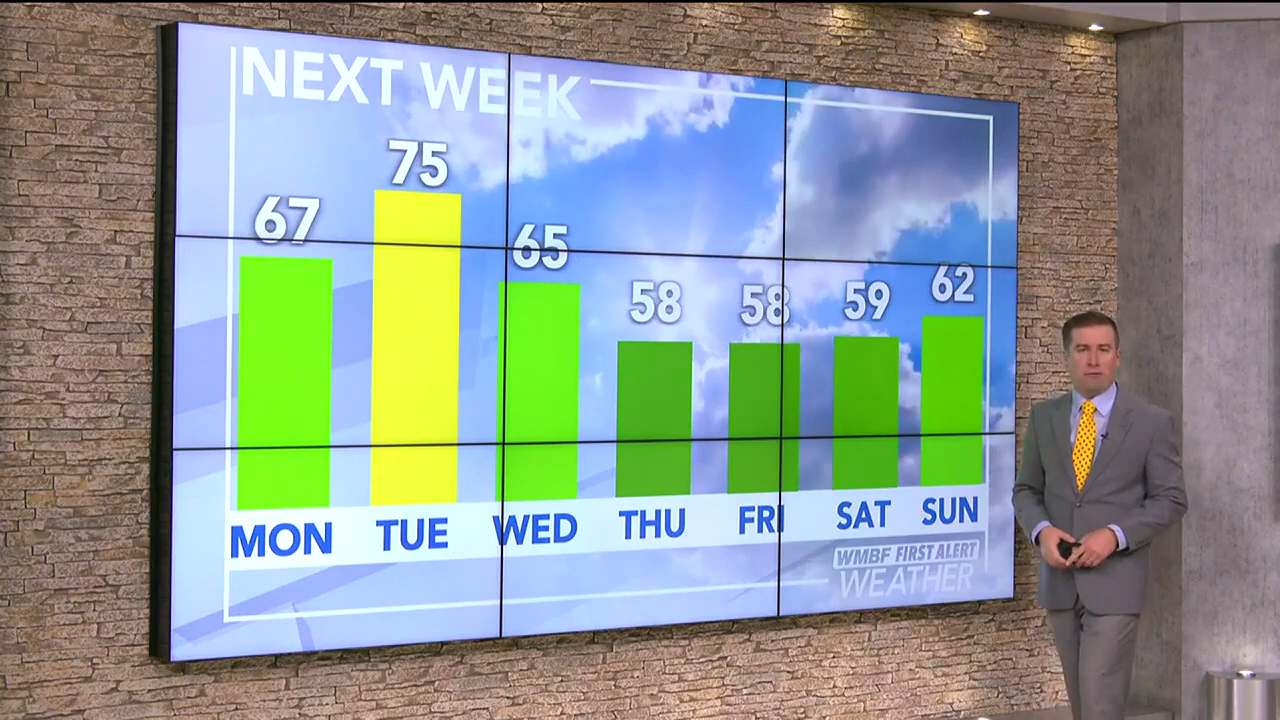 NEXT WEEK
67 75 65 58 58 59 62
MON TUE WED THU FRI SAT SUN
WMBF FIRST ALERT
WEATHER